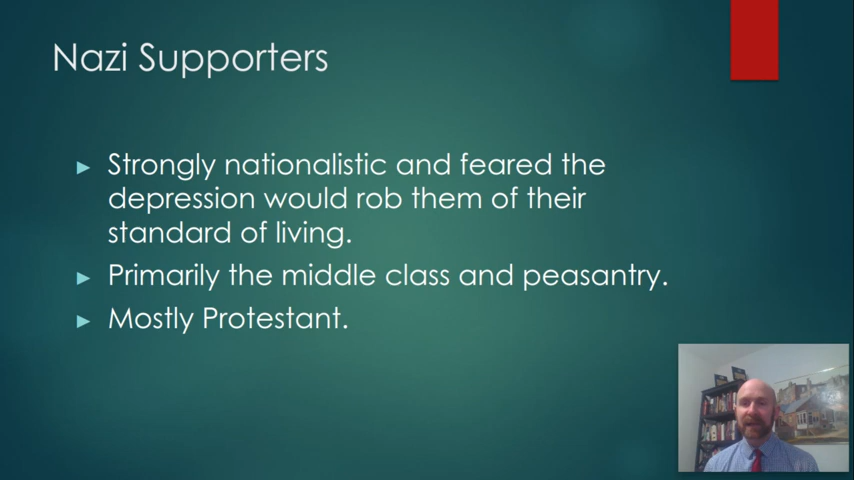 Nazi Supporters
Strongly nationalistic and feared the
depression would rob them of their
standard of living.
Primarily the middle class and peasantry.
Mostly Protestant.